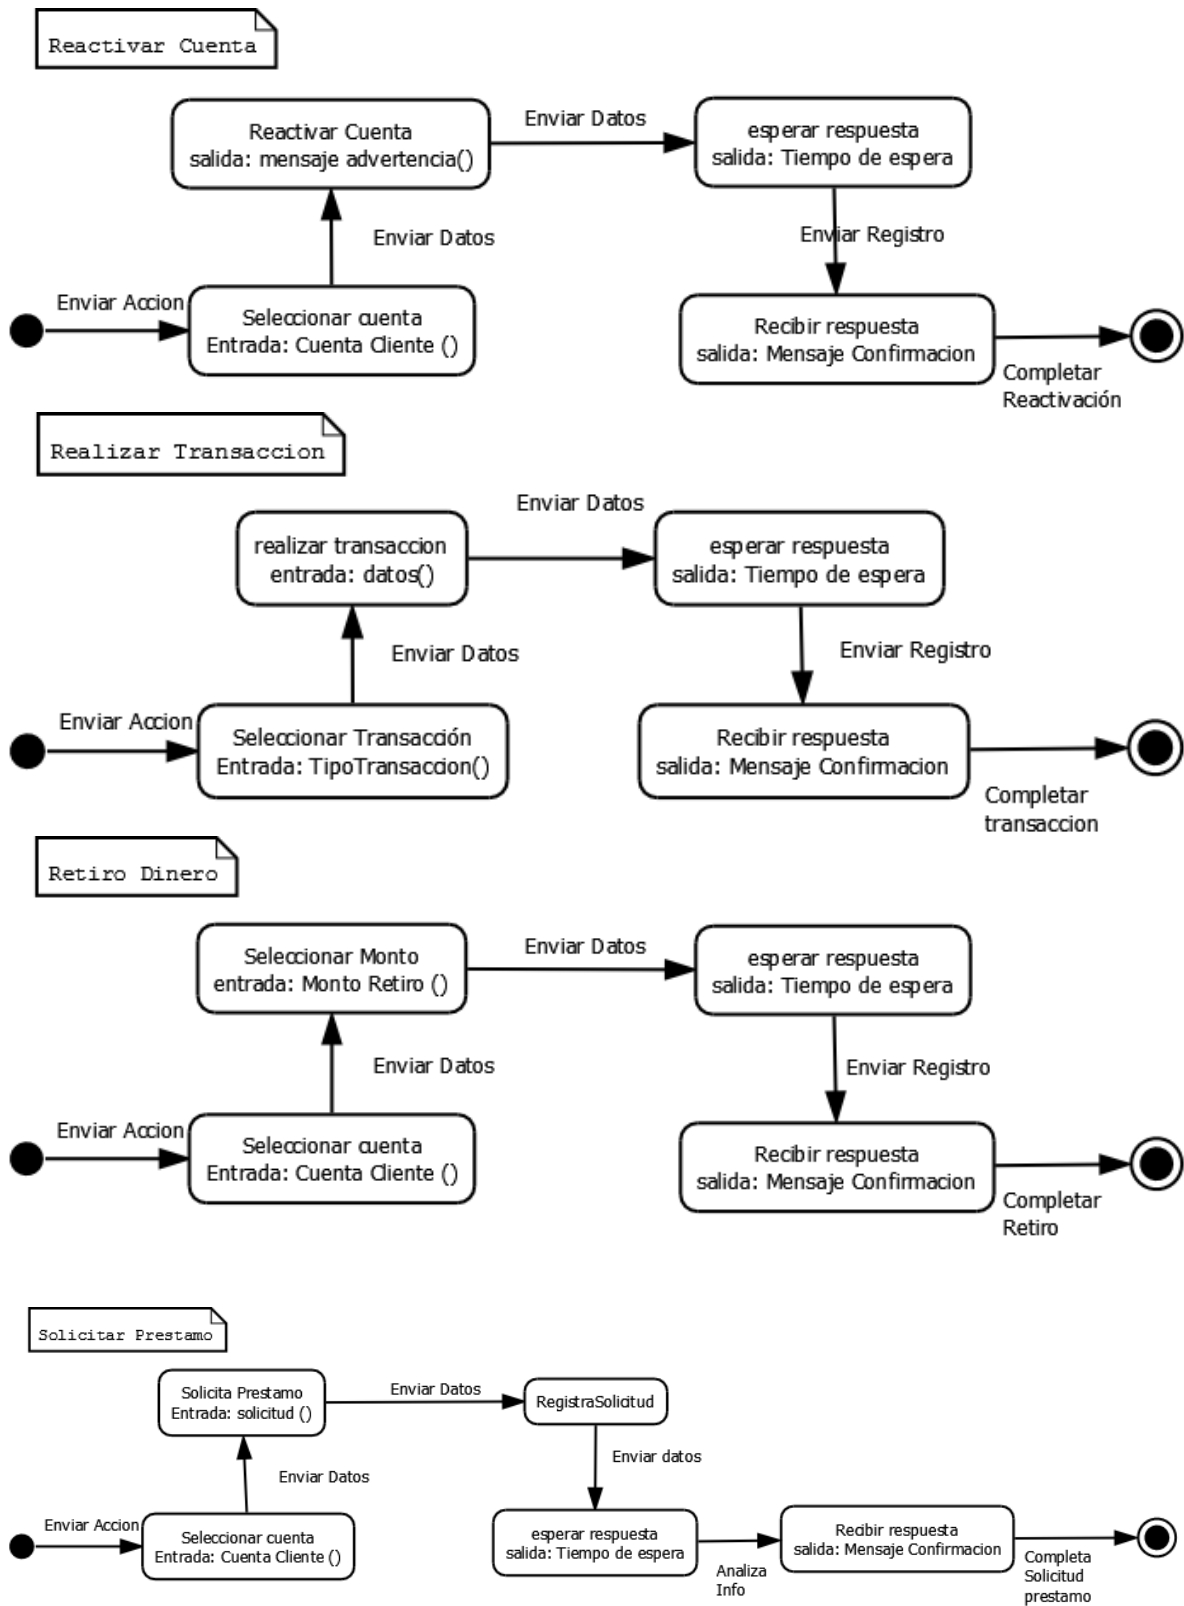 Reactivar Cuenta
Reactivar Cuenta
salida: mensaje advertencia()
Enviar Datos
esperar respuesta
salida: Tiempo de espera
Enviar Datos
Enviar Registro
Enviar Accion
Seleccionar cuenta
Entrada: Cuenta Cliente ()
Recibir respuesta
salida: Mensaje Confirmacion
Completar
Reactivación
Realizar Transaccion
Enviar Datos
realizar transaccion
entrada: datos()
esperar respuesta
salida: Tiempo de espera
Enviar Datos
Enviar Registro
Enviar Accion
Seleccionar Transacción
Entrada: TipoTransaccion()
Recibir respuesta
salida: Mensaje Confirmacion
Completar
transaccion
Retiro Dinero
Seleccionar Monto
entrada: Monto Retiro ()
Enviar Datos
esperar respuesta
salida: Tiempo de espera
Enviar Datos
Enviar Registro
Enviar Accion
Seleccionar cuenta
Entrada: Cuenta Cliente ()
Recibir respuesta
salida: Mensaje Confirmacion
Completar
Retiro
Solicitar Prestamo
Solicita Prestamo
Entrada: solicitud ()
Enviar Datos
RegistraSolicitud
Enviar Datos
Enviar datos
Enviar Accion
Seleccionar cuenta
Entrada: Cuenta Cliente ()
esperar respuesta
salida: Tiempo de espera
Analiza
Info
Recibir respuesta
salida: Mensaje Confirmacion
Completa
Solicitud
prestamo